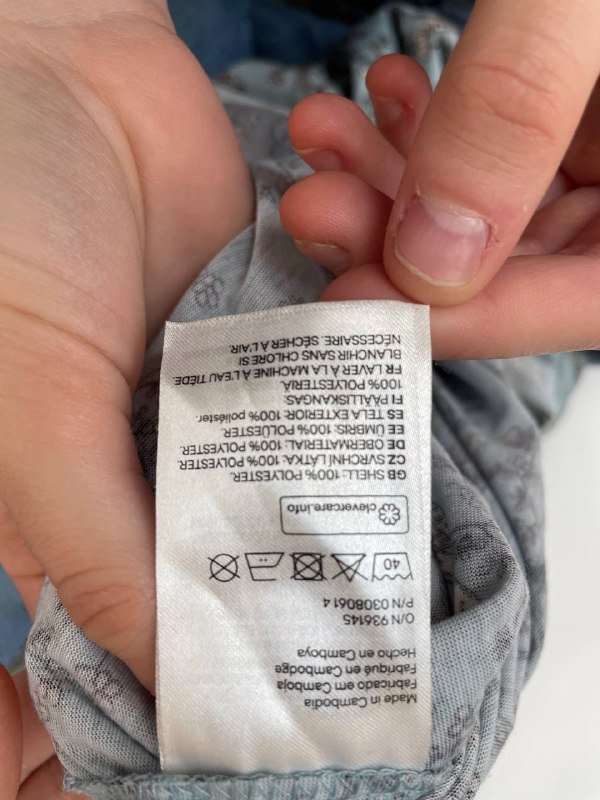 Made in Cambodia
Fabricado em Camboja
Fabriqué en Cambodge
Hecho en Camboya
O/N 936145
P/N 0308061 4
40
clevercare.info
GB SHELL: 100% POLYESTER.
CZ SVRCHNÍ LÁTKA: 100% POLYESTER.
DE OBERMATERIAL: 100% POLYESTER.
EE ÜMBRIS: 100% POLÜESTER.
ES TELA EXTERIOR: 100% poliéster.
FI PÄÄLLISKANGAS:
100% POLYESTERIA.
FR LAVER À LA MACHINE À L'EAU TIÈDE.
BLANCHIR SANS CHLORE SI
NÉCESSAIRE. SÉCHER À L'AIR.